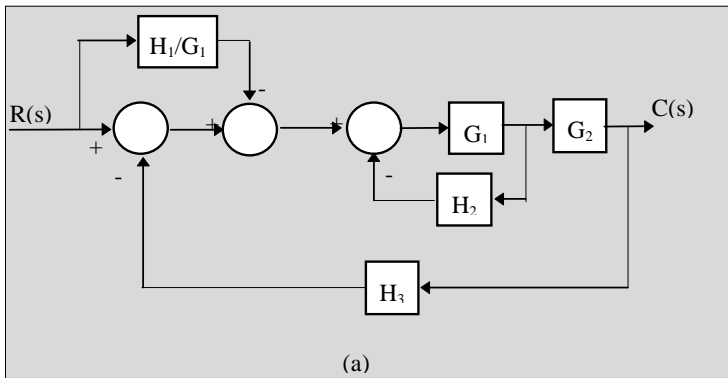 H₁/G₁
-
R(s)
+
+
+
G₁
G₂
C(s)
-
-
H₂
H₃
(a)